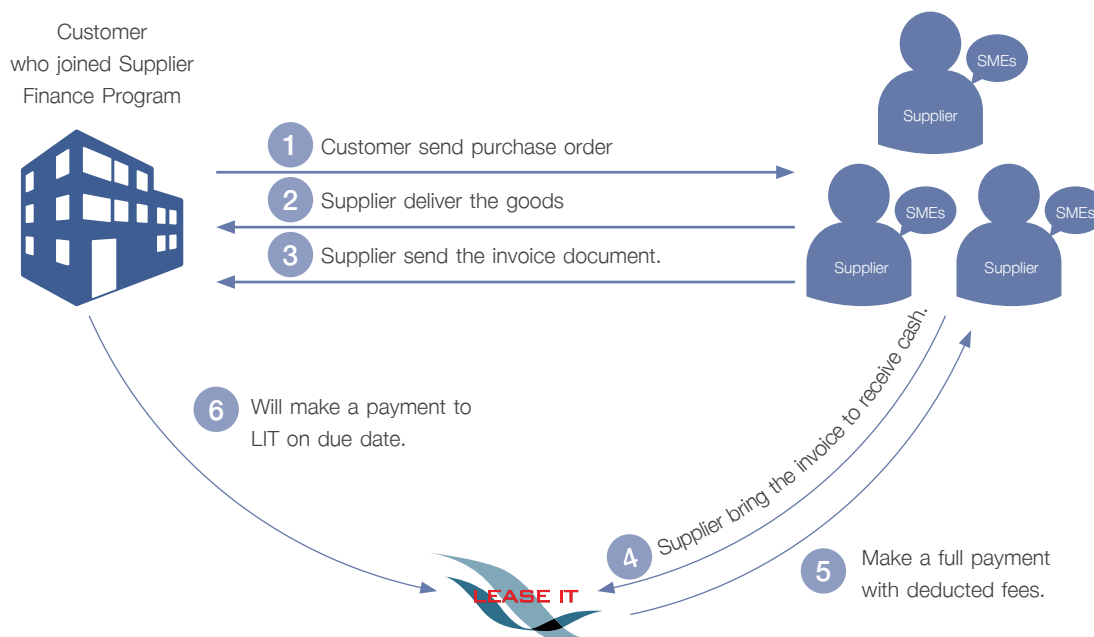 Customer
who joined Supplier
Finance Program
SMEs
Supplier
1 Customer send purchase order
2 Supplier deliver the goods
3 Supplier send the invoice document.
SMEs
Supplier
SMEs
Supplier
6 Will make a payment to
LIT on due date.
4 Supplier bring the invoice to receive cash.
5 Make a full payment
with deducted fees.
LEASE IT